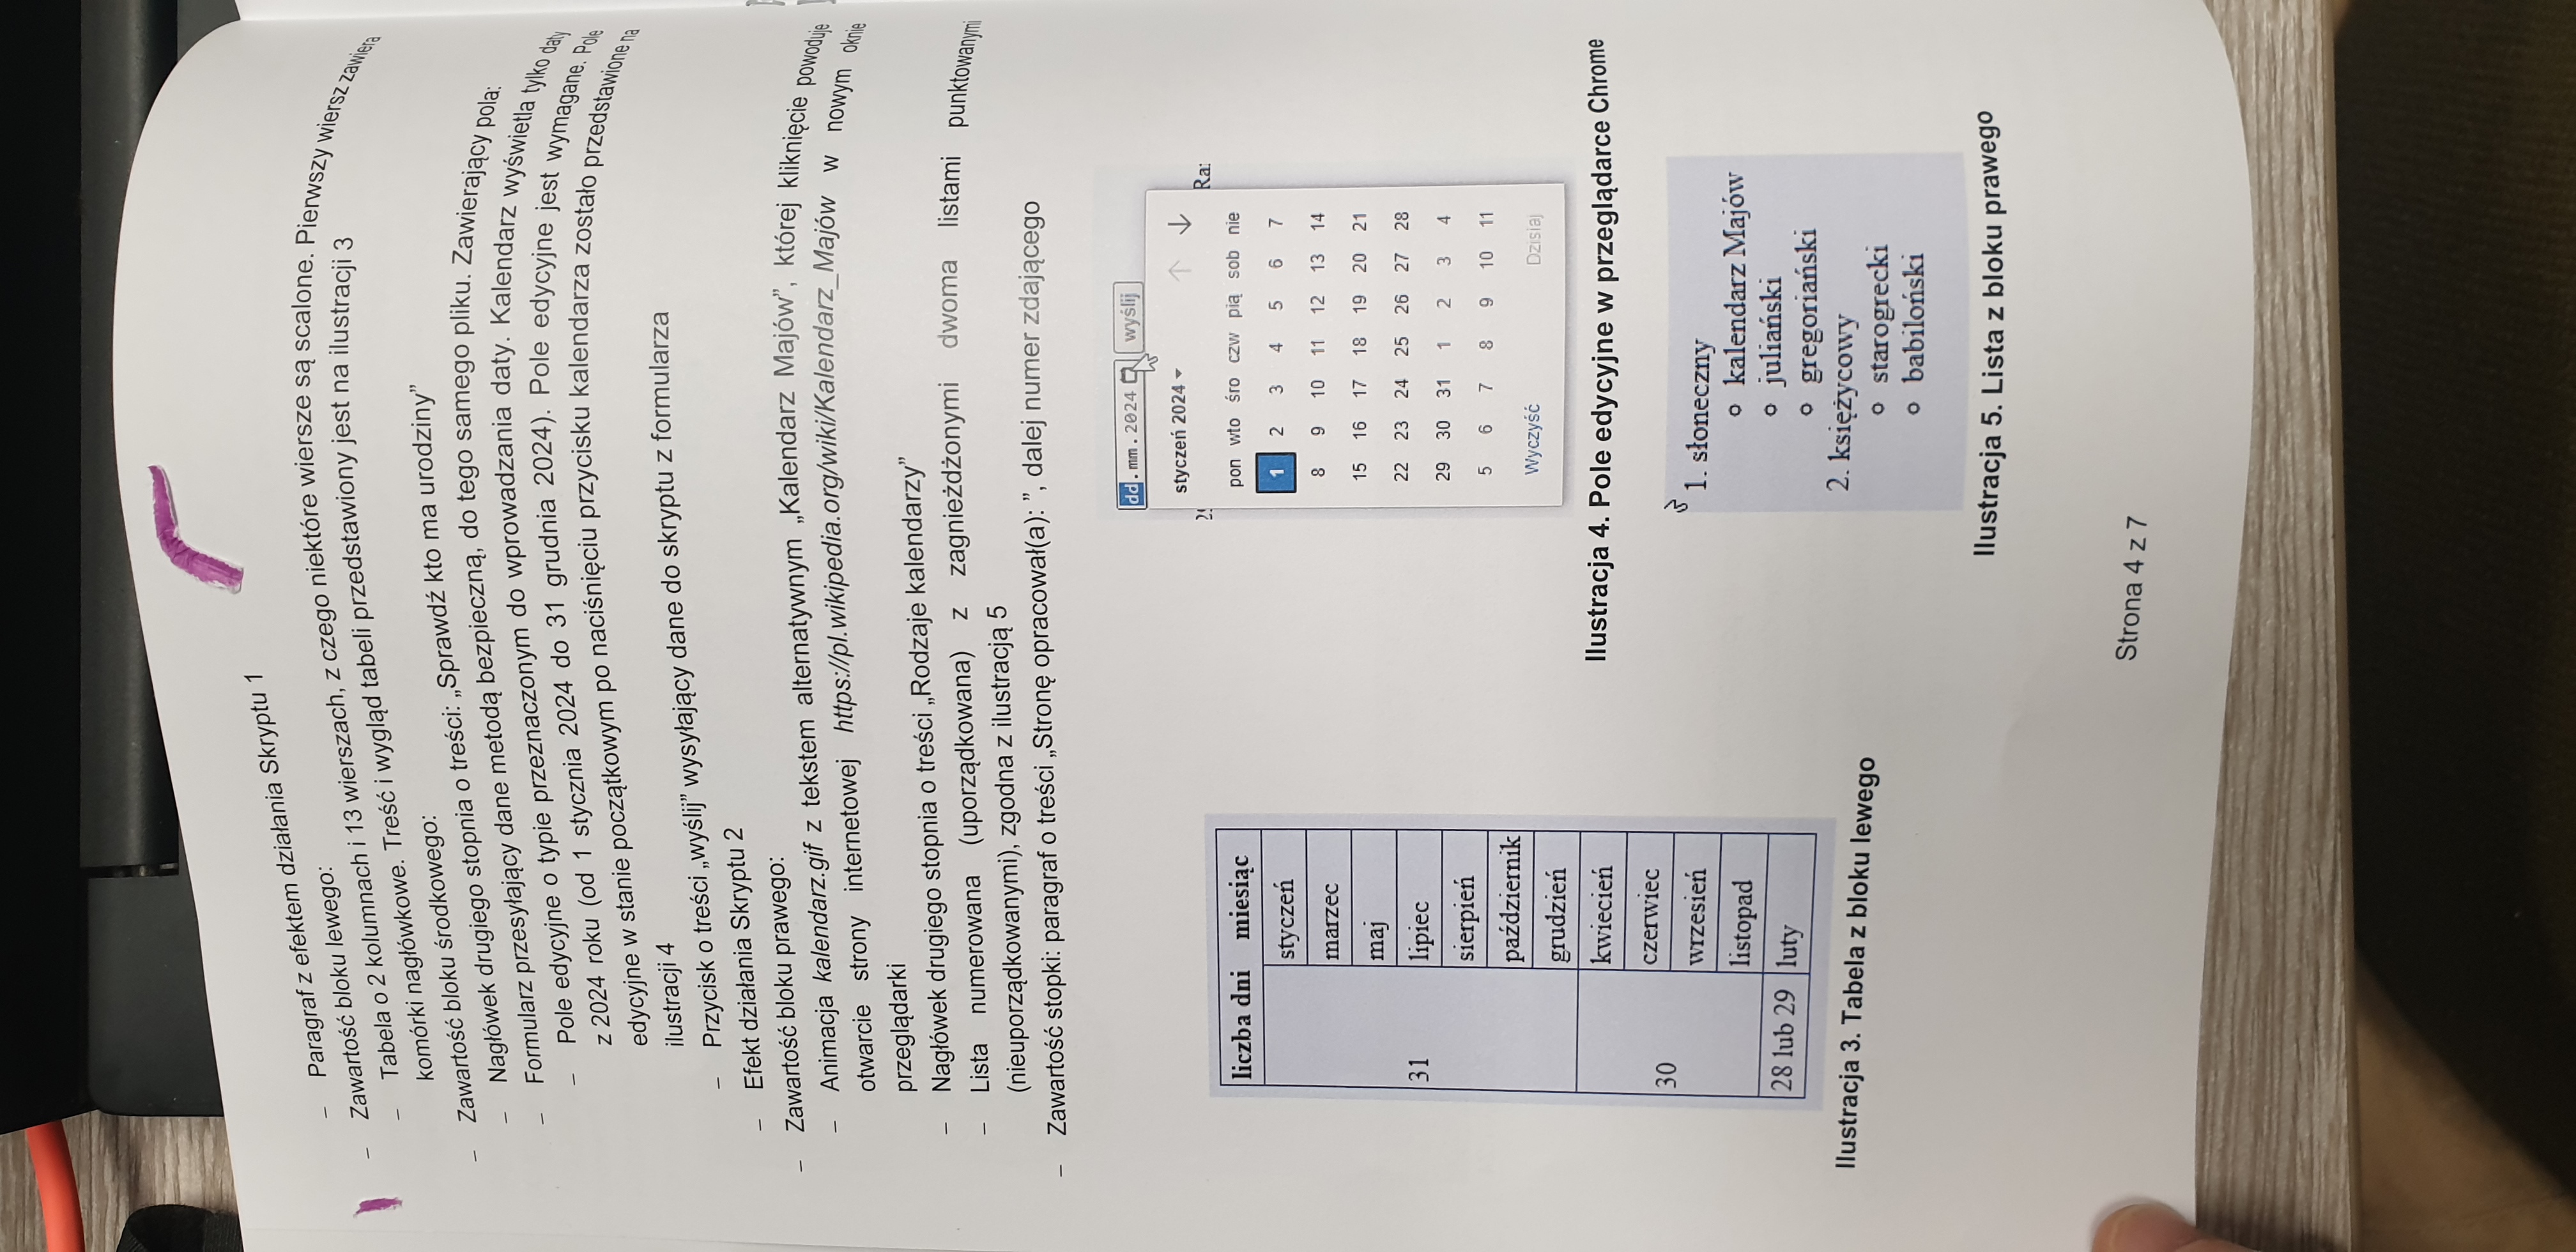 – Paragraf z efektem działania Skryptu 1
– Zawartość bloku lewego:
– Tabela o 2 kolumnach i 13 wierszach, z czego niektóre wiersze są scalone. Pierwszy wiersz zawiera
komórki nagłówkowe. Treść i wygląd tabeli przedstawiony jest na ilustracji 3
– Zawartość bloku środkowego:
– Nagłówek drugiego stopnia o treści: „Sprawdź kto ma urodziny”
– Formularz przesyłający dane metodą bezpieczną, do tego samego pliku. Zawierający pola:
– Pole edycyjne o typie przeznaczonym do wprowadzania daty. Kalendarz wyświetla tylko daty
z 2024 roku (od 1 stycznia 2024 do 31 grudnia 2024). Pole edycyjne jest wymagane. Pole
edycyjne w stanie początkowym po naciśnięciu przycisku kalendarza zostało przedstawione na
ilustracji 4
– Przycisk o treści „wyślij” wysyłający dane do skryptu z formularza
– Efekt działania Skryptu 2
– Zawartość bloku prawego:
– Animacja kalendarz.gif z tekstem alternatywnym „Kalendarz Majów”, której kliknięcie powoduje
otwarcie strony internetowej https://pl.wikipedia.org/wiki/Kalendarz_Majów w nowym oknie
przeglądarki
– Nagłówek drugiego stopnia o treści „Rodzaje kalendarzy”
– Lista numerowana (uporządkowana) z zagnieżdżonymi dwoma listami punktowanymi
(nieuporządkowanymi), zgodna z ilustracją 5
– Zawartość stopki: paragraf o treści „Stronę opracował(a): ”, dalej numer zdającego
liczba dni miesiąc
31
styczeń
marzec
maj
lipiec
sierpień
październik
grudzień
30
kwiecień
czerwiec
wrzesień
listopad
28 lub 29 luty
Ilustracja 3. Tabela z bloku lewego
dd.mm.2024 wyślij
styczeń 2024
Ra
pon wto śro czw pią sob nie
1 2 3 4 5 6 7
8 9 10 11 12 13 14
15 16 17 18 19 20 21
22 23 24 25 26 27 28
29 30 31 1 2 3 4
5 6 7 8 9 10 11
Wyczyść Dzisiaj
Ilustracja 4. Pole edycyjne w przeglądarce Chrome
1. słoneczny
o kalendarz Majów
o juliański
o gregoriański
2. księżycowy
o starogrecki
o babiloński
Ilustracja 5. Lista z bloku prawego
Strona 4 z 7